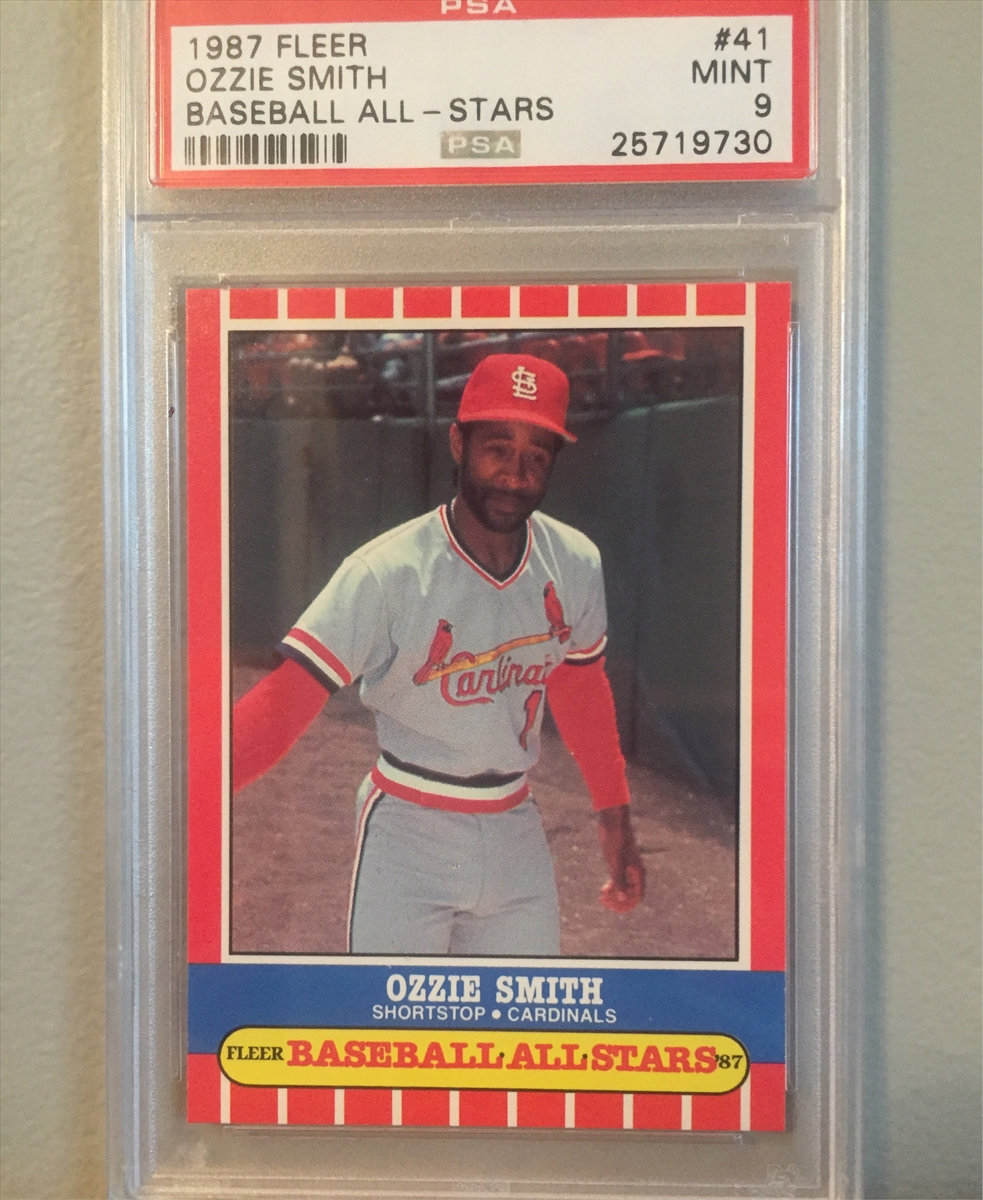 PSA
1987 FLEER #41
OZZIE SMITH MINT
BASEBALL ALL-STARS 9
PSA 25719730
StL
Cardinals
1
OZZIE SMITH
SHORTSTOP • CARDINALS
FLEER BASEBALL ALL STARS '87